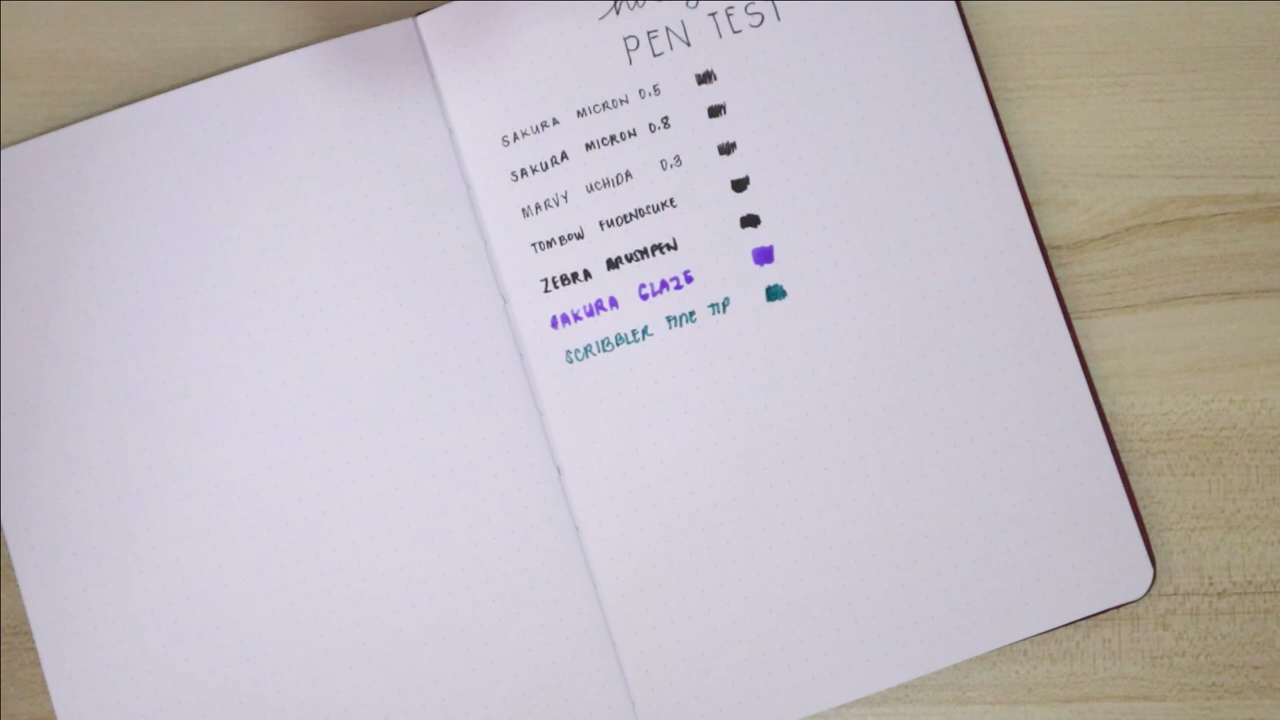 PEN TEST
SAKURA MICRON 0.5
SAKURA MICRON 0.8
MARVY UCHIDA 0.3
TOMBOW FUDENOSUKE
ZEBRA BRUSHPEN
SAKURA GLAZE
SCRIBBLER FINE TIP